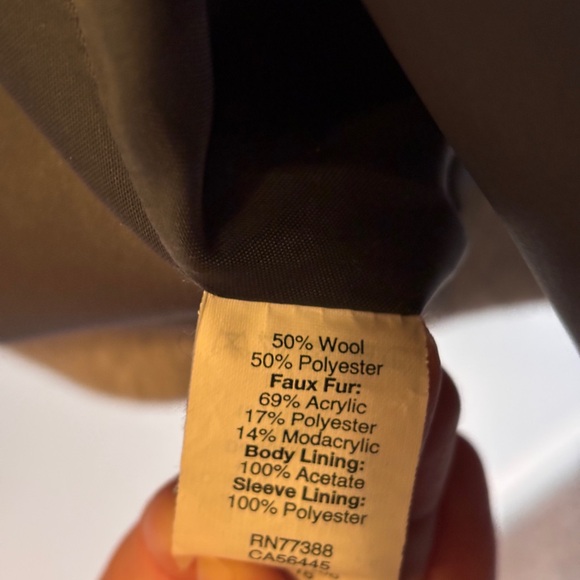 50% Wool
50% Polyester
Faux Fur:
69% Acrylic
17% Polyester
14% Modacrylic
Body Lining:
100% Acetate
Sleeve Lining:
100% Polyester
RN77388
CA56445